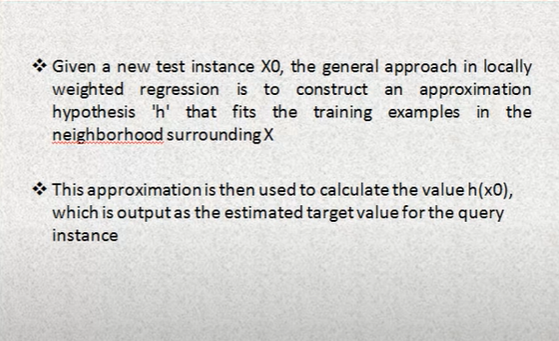 ❖ Given a new test instance X0, the general approach in locally
weighted regression is to construct an approximation
hypothesis 'h' that fits the training examples in the
neighborhood surrounding X
❖ This approximation is then used to calculate the value h(x0),
which is output as the estimated target value for the query
instance